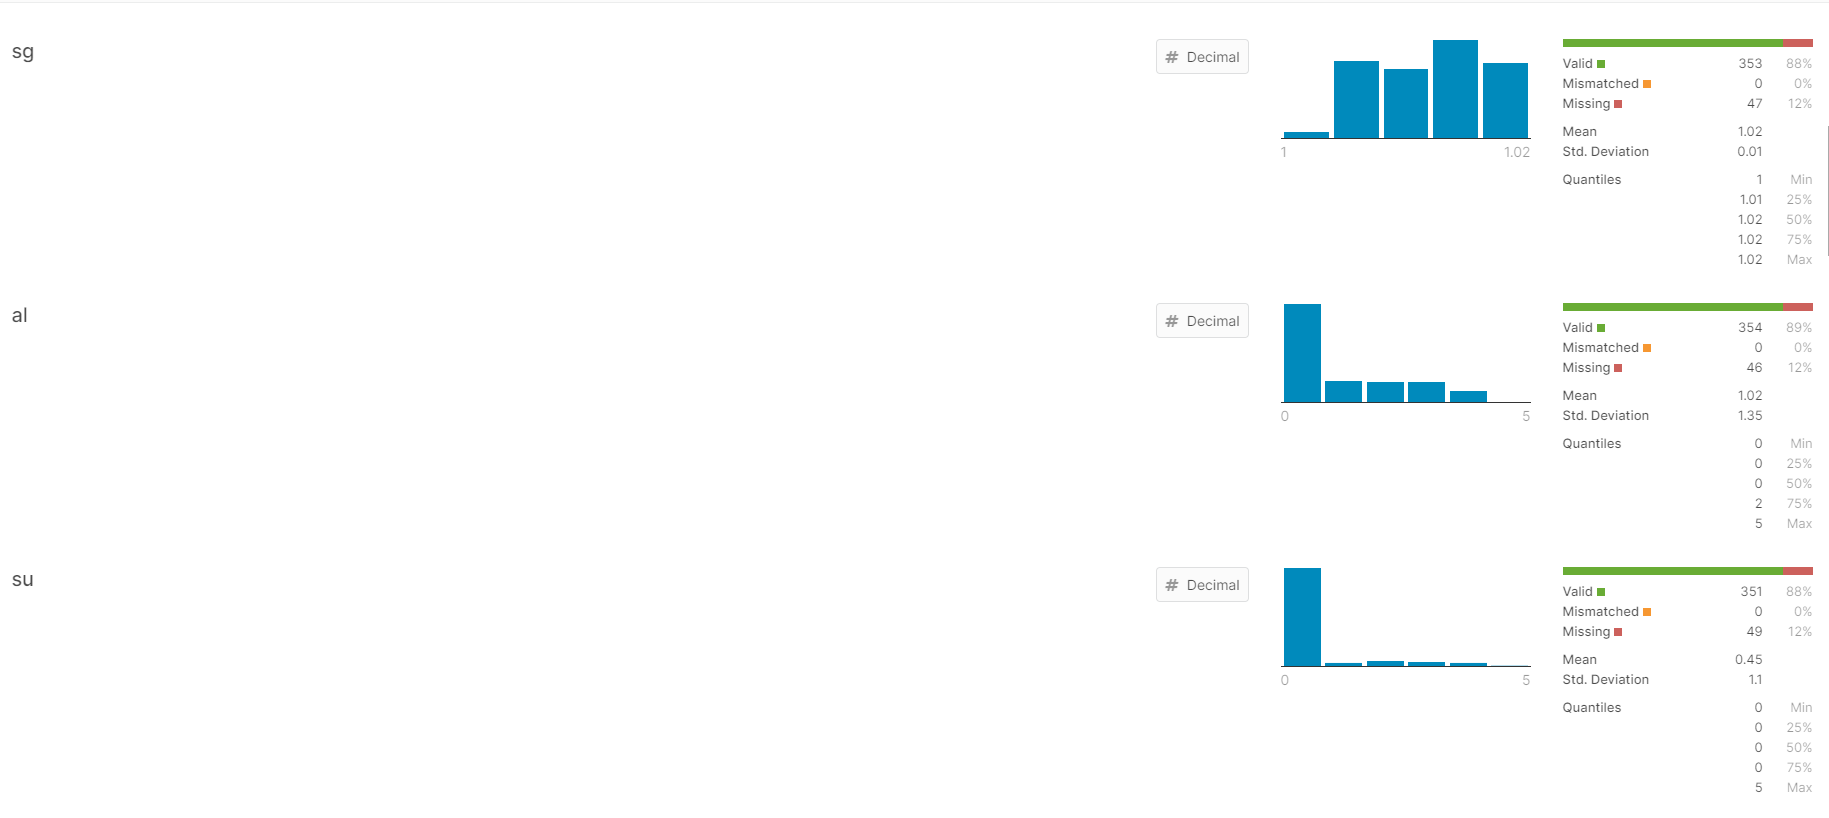 sg
# Decimal
1 1.02
Valid 353 88%
Mismatched 0 0%
Missing 47 12%
Mean 1.02
Std. Deviation 0.01
Quantiles 1 Min
1.01 25%
1.02 50%
1.02 75%
1.02 Max
al
# Decimal
0 5
Valid 354 89%
Mismatched 0 0%
Missing 46 12%
Mean 1.02
Std. Deviation 1.35
Quantiles 0 Min
0 25%
0 50%
2 75%
5 Max
su
# Decimal
0 5
Valid 351 88%
Mismatched 0 0%
Missing 49 12%
Mean 0.45
Std. Deviation 1.1
Quantiles 0 Min
0 25%
0 50%
0 75%
5 Max